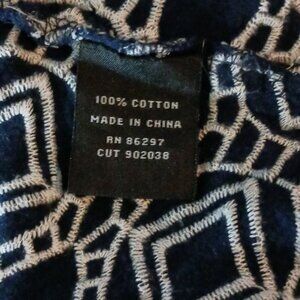 100% COTTON
MADE IN CHINA
RN 86297
CUT 902038